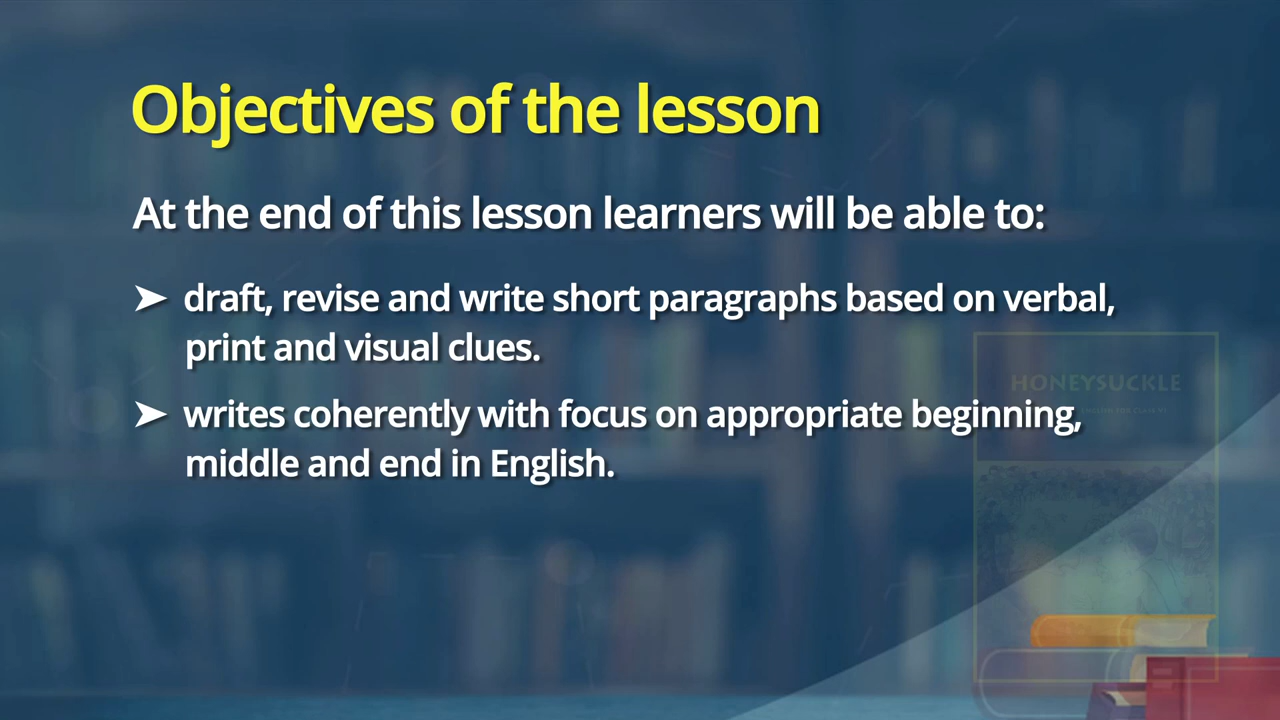 Objectives of the lesson
At the end of this lesson learners will be able to:
➤ draft, revise and write short paragraphs based on verbal,
print and visual clues.
➤ writes coherently with focus on appropriate beginning,
middle and end in English.
HONEYSUCKLE